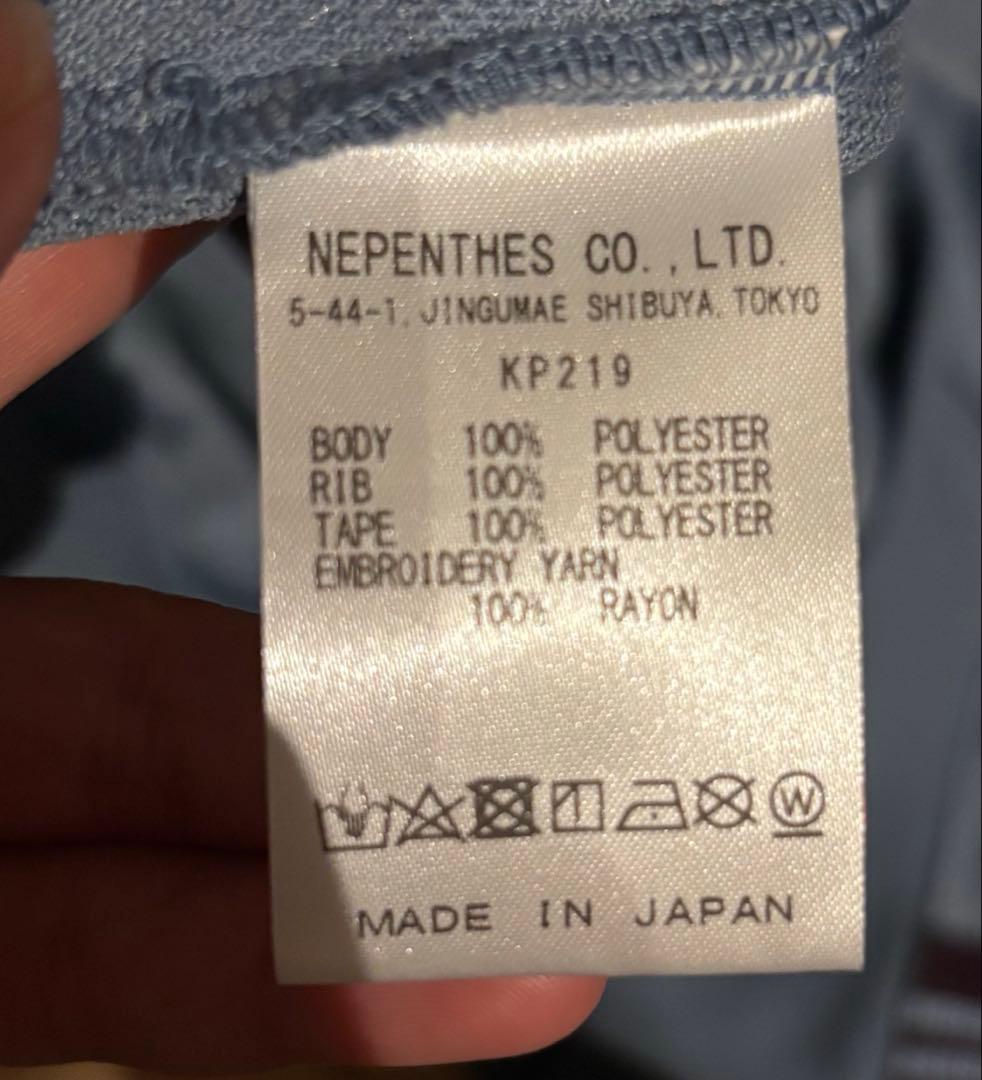 NEPENTHES CO.,LTD.
5-44-1, JINGUMAE SHIBUYA, TOKYO
KP219
BODY 100% POLYESTER
RIB 100% POLYESTER
TAPE 100% POLYESTER
EMBROIDERY YARN
100% RAYON
W
MADE IN JAPAN